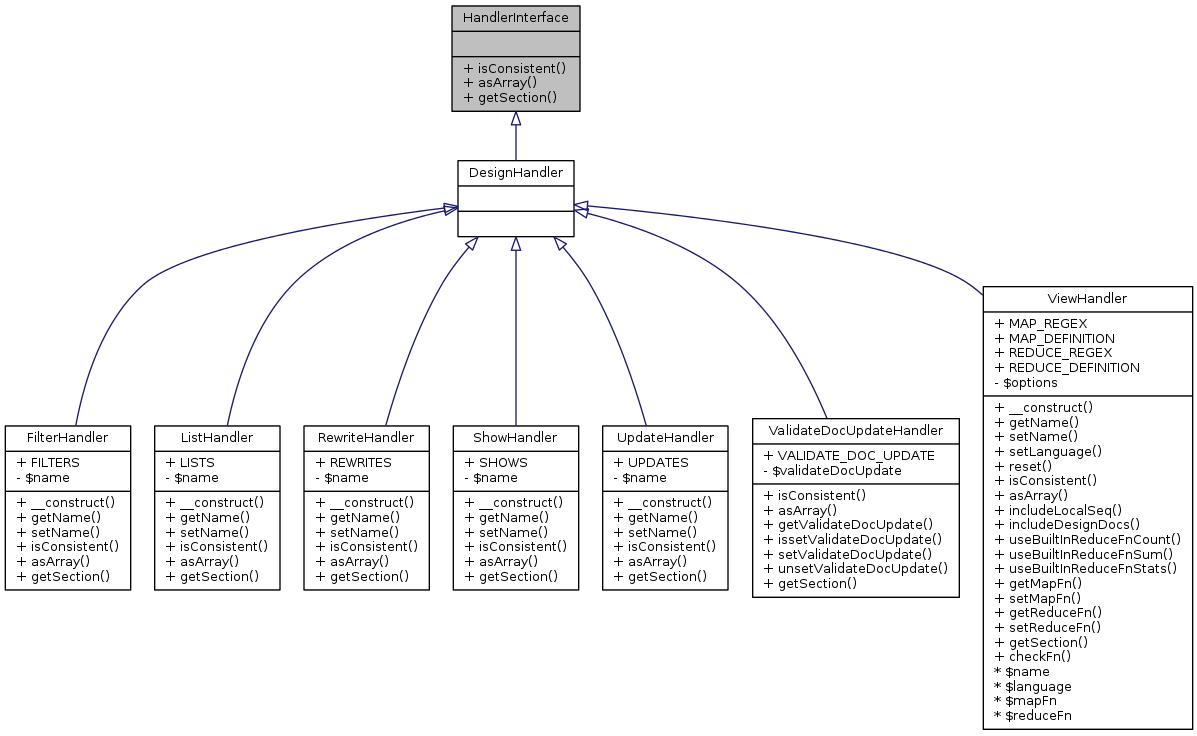 HandlerInterface
+ isConsistent()
+ asArray()
+ getSection()
DesignHandler
FilterHandler
+ FILTERS
- $name
+ __construct()
+ getName()
+ setName()
+ isConsistent()
+ asArray()
+ getSection()
ListHandler
+ LISTS
- $name
+ __construct()
+ getName()
+ setName()
+ isConsistent()
+ asArray()
+ getSection()
RewriteHandler
+ REWRITES
- $name
+ __construct()
+ getName()
+ setName()
+ isConsistent()
+ asArray()
+ getSection()
ShowHandler
+ SHOWS
- $name
+ __construct()
+ getName()
+ setName()
+ isConsistent()
+ asArray()
+ getSection()
UpdateHandler
+ UPDATES
- $name
+ __construct()
+ getName()
+ setName()
+ isConsistent()
+ asArray()
+ getSection()
ValidateDocUpdateHandler
+ VALIDATE_DOC_UPDATE
- $validateDocUpdate
+ isConsistent()
+ asArray()
+ getValidateDocUpdate()
+ issetValidateDocUpdate()
+ setValidateDocUpdate()
+ unsetValidateDocUpdate()
+ getSection()
ViewHandler
+ MAP_REGEX
+ MAP_DEFINITION
+ REDUCE_REGEX
+ REDUCE_DEFINITION
- $options
+ __construct()
+ getName()
+ setName()
+ setLanguage()
+ reset()
+ isConsistent()
+ asArray()
+ includeLocalSeq()
+ includeDesignDocs()
+ useBuiltInReduceFnCount()
+ useBuiltInReduceFnSum()
+ useBuiltInReduceFnStats()
+ getMapFn()
+ setMapFn()
+ getReduceFn()
+ setReduceFn()
+ getSection()
+ checkFn()
* $name
* $language
* $mapFn
* $reduceFn